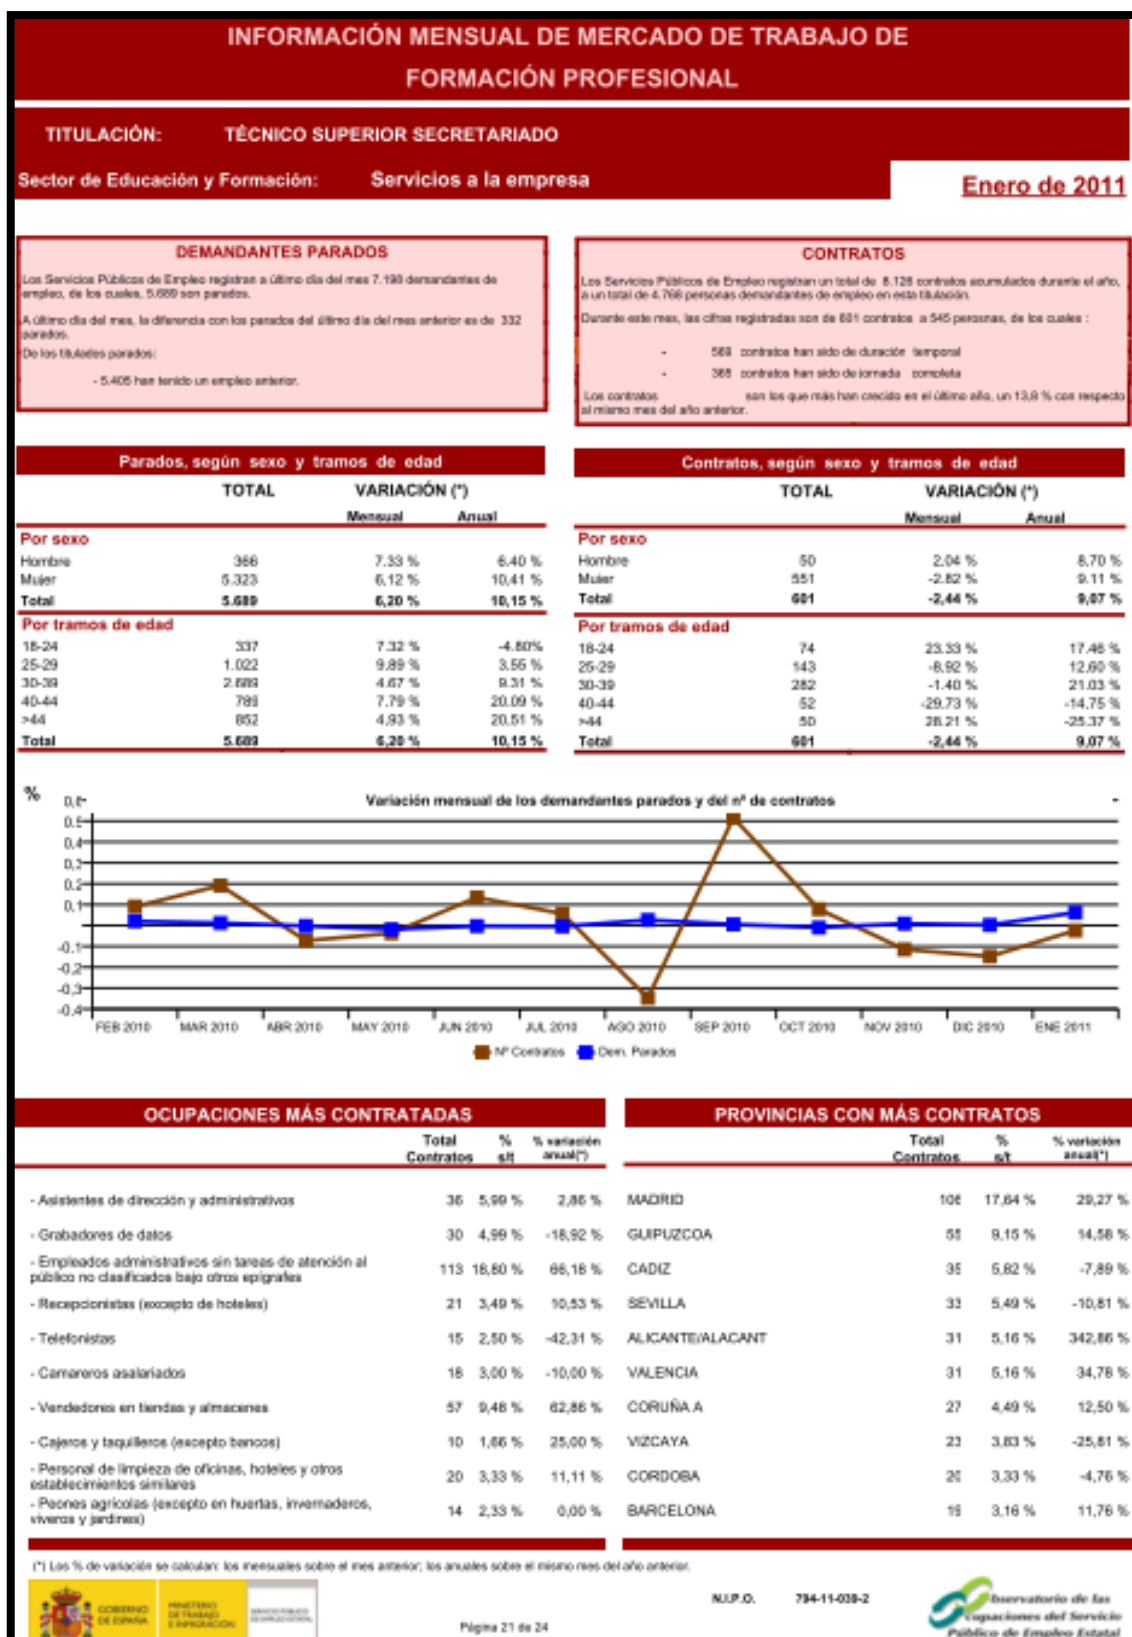 INFORMACIÓN MENSUAL DE MERCADO DE TRABAJO DE
FORMACIÓN PROFESIONAL
TITULACIÓN: TÉCNICO SUPERIOR SECRETARIADO
Sector de Educación y Formación: Servicios a la empresa
Enero de 2011
DEMANDANTES PARADOS
Los Servicios Públicos de Empleo registran a último día del mes 7.198 demandantes de
empleo, de los cuales, 5.689 son parados.
A último día del mes, la diferencia con los parados del último día del mes anterior es de 332
parados.
De los titulados parados:
- 5.405 han tenido un empleo anterior.
CONTRATOS
Los Servicios Públicos de Empleo registran un total de 8.126 contratos acumulados durante el año,
a un total de 4.768 personas demandantes de empleo en esta titulación.
Durante este mes, las cifras registradas son de 601 contratos a 545 personas, de los cuales :
- 569 contratos han sido de duración temporal
- 365 contratos han sido de jornada completa
Los contratos son los que más han crecido en el último año, un 13,8 % con respecto
al mismo mes del año anterior.
Parados, según sexo y tramos de edad
TOTAL VARIACIÓN (*)
Mensual Anual
Por sexo
Hombre 366 7.33 % 6.40 %
Mujer 5.323 6,12 % 10,41 %
Total 5.689 6,20 % 10,15 %
Por tramos de edad
18-24 337 7.32 % -4.80%
25-29 1.022 9,89 % 3,55 %
30-39 2.689 4.67 % 9.31 %
40-44 789 7.79 % 20.09 %
>44 852 4,93 % 20,51 %
Total 5.689 6,20 % 10,15 %
Contratos, según sexo y tramos de edad
TOTAL VARIACIÓN (*)
Mensual Anual
Por sexo
Hombre 50 2,04 % 8,70 %
Mujer 551 -2.82 % 9.11 %
Total 601 -2,44 % 9,07 %
Por tramos de edad
18-24 74 23.33 % 17.46 %
25-29 143 -8,92 % 12,60 %
30-39 282 -1.40 % 21.03 %
40-44 52 -29,73 % -14,75 %
>44 50 28.21 % -25.37 %
Total 601 -2,44 % 9,07 %
% Variación mensual de los demandantes parados y del nº de contratos
0,6
0.5
0,4
0,3
0,2
0,1
-0,1
-0,2
-0,3
-0,4
FEB 2010 MAR 2010 ABR 2010 MAY 2010 JUN 2010 JUL 2010 AGO 2010 SEP 2010 OCT 2010 NOV 2010 DIC 2010 ENE 2011
Nº Contratos Dem. Parados
OCUPACIONES MÁS CONTRATADAS
Total Contratos % s/t % variación anual(*)
- Asistentes de dirección y administrativos 36 5,99 % 2,86 %
- Grabadores de datos 30 4,99 % -18,92 %
- Empleados administrativos sin tareas de atención al
público no clasificados bajo otros epígrafes 113 18,80 % 66,18 %
- Recepcionistas (excepto de hoteles) 21 3,49 % 10,53 %
- Telefonistas 15 2,50 % -42,31 %
- Camareros asalariados 18 3,00 % -10,00 %
- Vendedores en tiendas y almacenes 57 9,48 % 62,86 %
- Cajeros y taquilleros (excepto bancos) 10 1,66 % 25,00 %
- Personal de limpieza de oficinas, hoteles y otros
establecimientos similares 20 3,33 % 11,11 %
- Peones agrícolas (excepto en huertas, invernaderos,
viveros y jardines) 14 2,33 % 0,00 %
PROVINCIAS CON MÁS CONTRATOS
Total Contratos % s/t % variación anual(*)
MADRID 106 17,64 % 29,27 %
GUIPUZCOA 55 9,15 % 14,58 %
CADIZ 35 5,82 % -7,89 %
SEVILLA 33 5,49 % -10,81 %
ALICANTE/ALACANT 31 5,16 % 342,86 %
VALENCIA 31 5,16 % 34,78 %
CORUÑA A 27 4,49 % 12,50 %
VIZCAYA 23 3,83 % -25,81 %
CORDOBA 20 3,33 % -4,76 %
BARCELONA 19 3,16 % 11,76 %
(*) Los % de variación se calculan: los mensuales sobre el mes anterior; los anuales sobre el mismo mes del año anterior.
GOBIERNO
DE ESPAÑA
MINISTERIO
DE TRABAJO
E INMIGRACIÓN
SERVICIO PÚBLICO
DE EMPLEO ESTATAL
Página 21 de 24
N.I.P.O. 794-11-039-2
Observatorio de las
Ocupaciones del Servicio
Público de Empleo Estatal